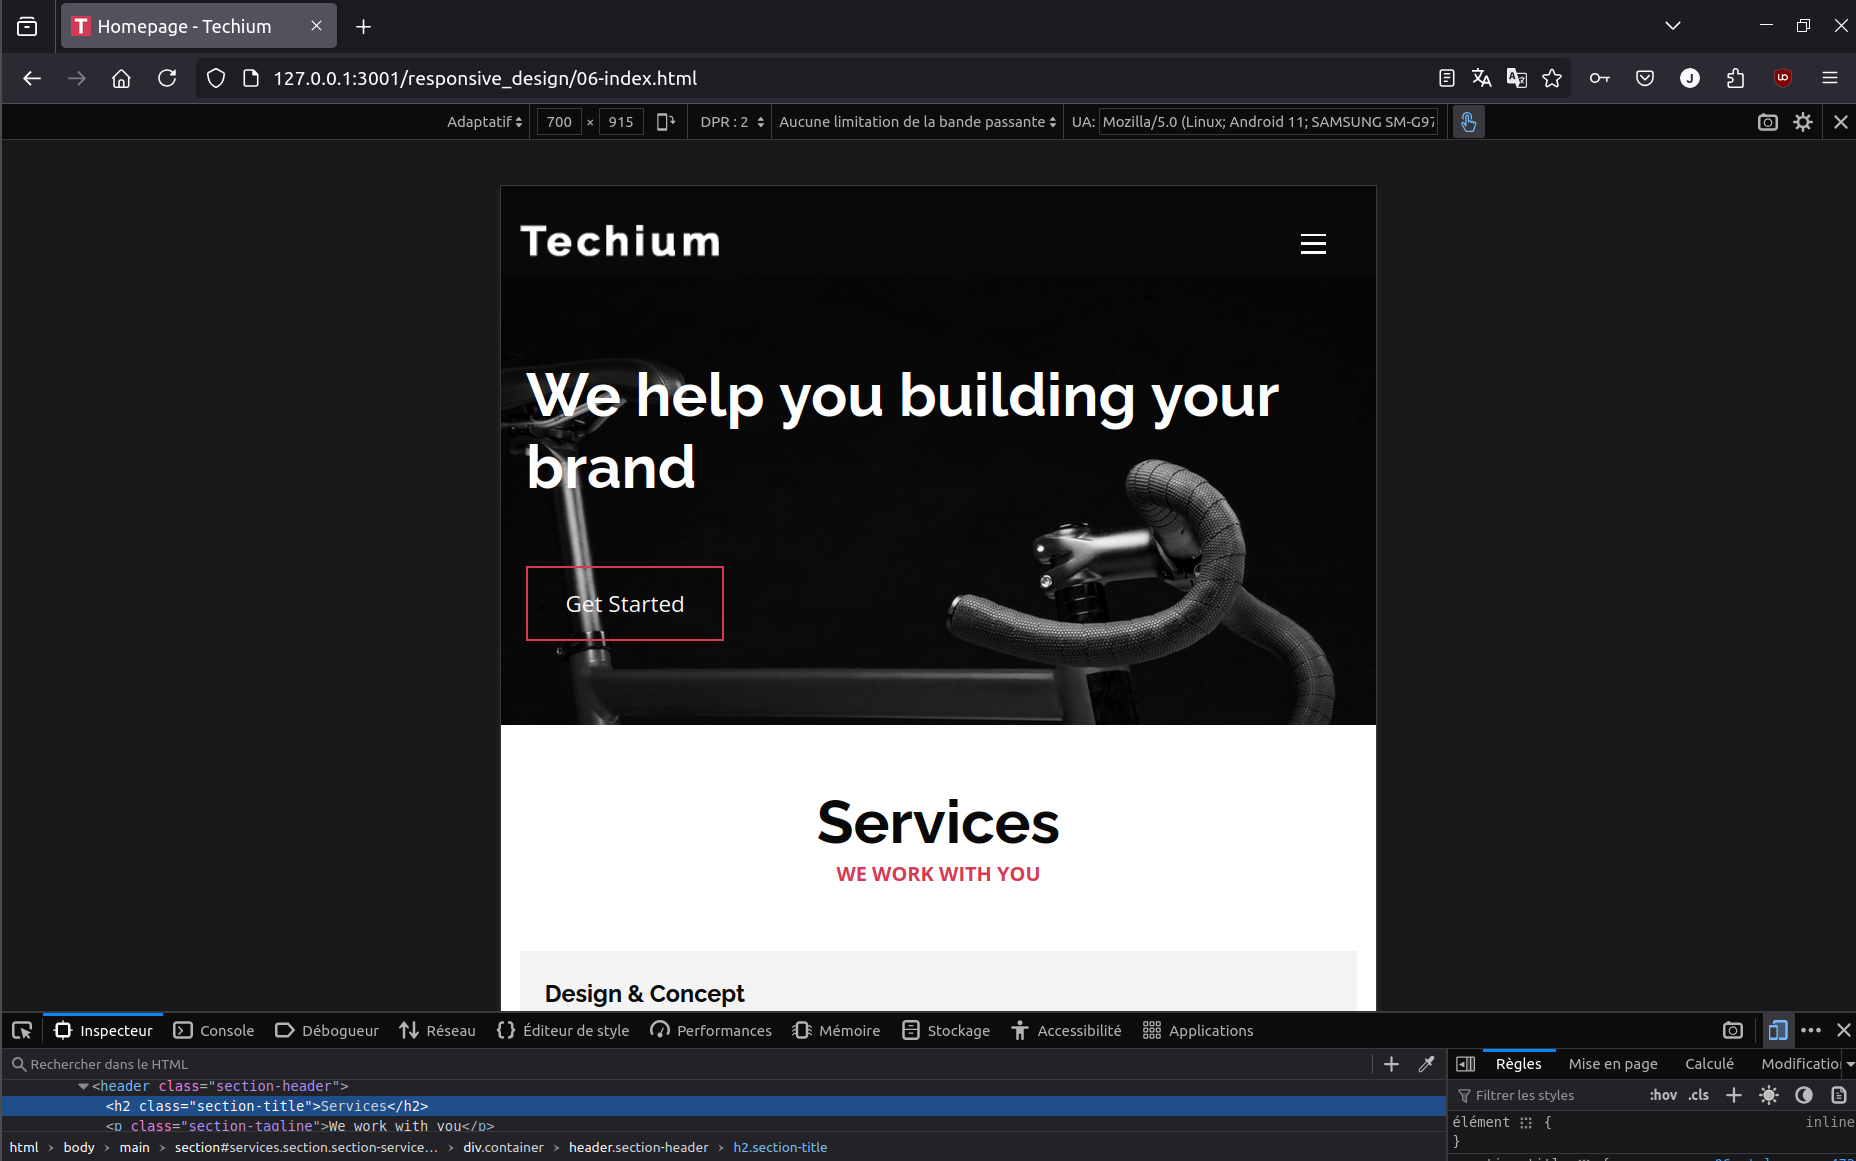 Homepage - Techium
127.0.0.1:3001/responsive_design/06-index.html
Adaptatif 700 × 915 DPR : 2 Aucune limitation de la bande passante UA: Mozilla/5.0 (Linux; Android 11; SAMSUNG SM-G97
Techium
We help you building your
brand
Get Started
Services
WE WORK WITH YOU
Design & Concept
Inspecteur Console Débogueur Réseau Éditeur de style Performances Mémoire Stockage Accessibilité Applications
Rechercher dans le HTML
Règles Mise en page Calculé Modification
<header class="section-header">
<h2 class="section-title">Services</h2>
<p class="section-tagline">We work with you</p>
html > body > main > section#services.section.section-service… > div.container > header.section-header > h2.section-title
Filtrer les styles :hov .cls
élément { inline
}